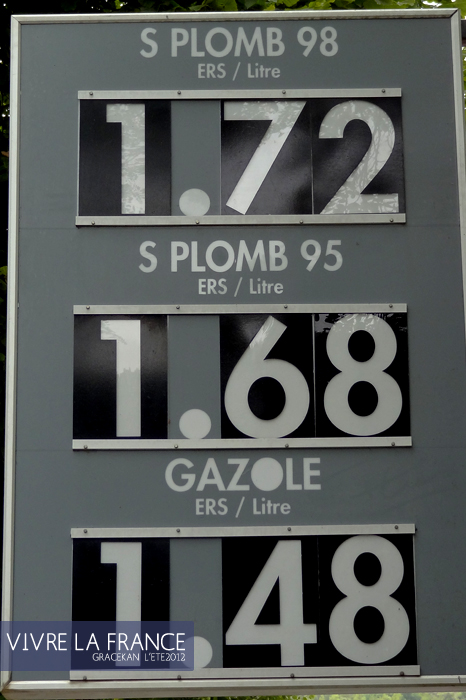 S PLOMB 98
ERS / Litre
1.72
S PLOMB 95
ERS / Litre
1.68
GAZOLE
ERS / Litre
1.48
VIVRE LA FRANCE
GRACEKAN L'ETE2012